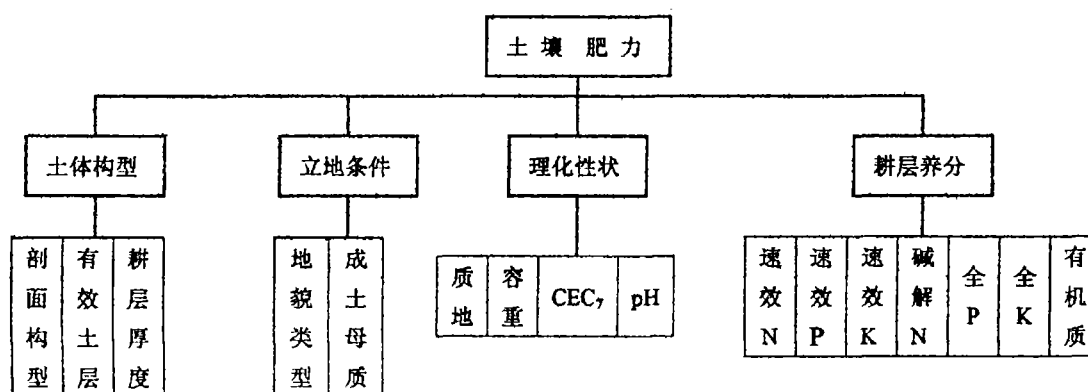 土壤 肥力
土体构型
立地条件
理化性状
耕层养分
剖面构型
有效土层
耕层厚度
地貌类型
成土母质
质地
容重
CEC₇
pH
速效N
速效P
速效K
碱解N
全P
全K
有机质